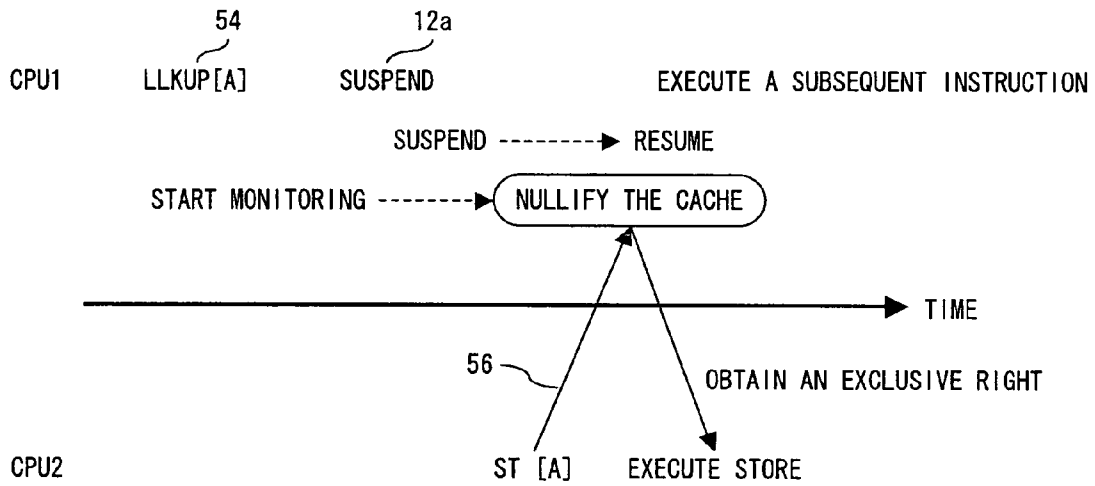 54 12a
CPU1 LLKUP[A] SUSPEND EXECUTE A SUBSEQUENT INSTRUCTION
SUSPEND RESUME
START MONITORING NULLIFY THE CACHE
TIME
56
OBTAIN AN EXCLUSIVE RIGHT
CPU2 ST [A] EXECUTE STORE